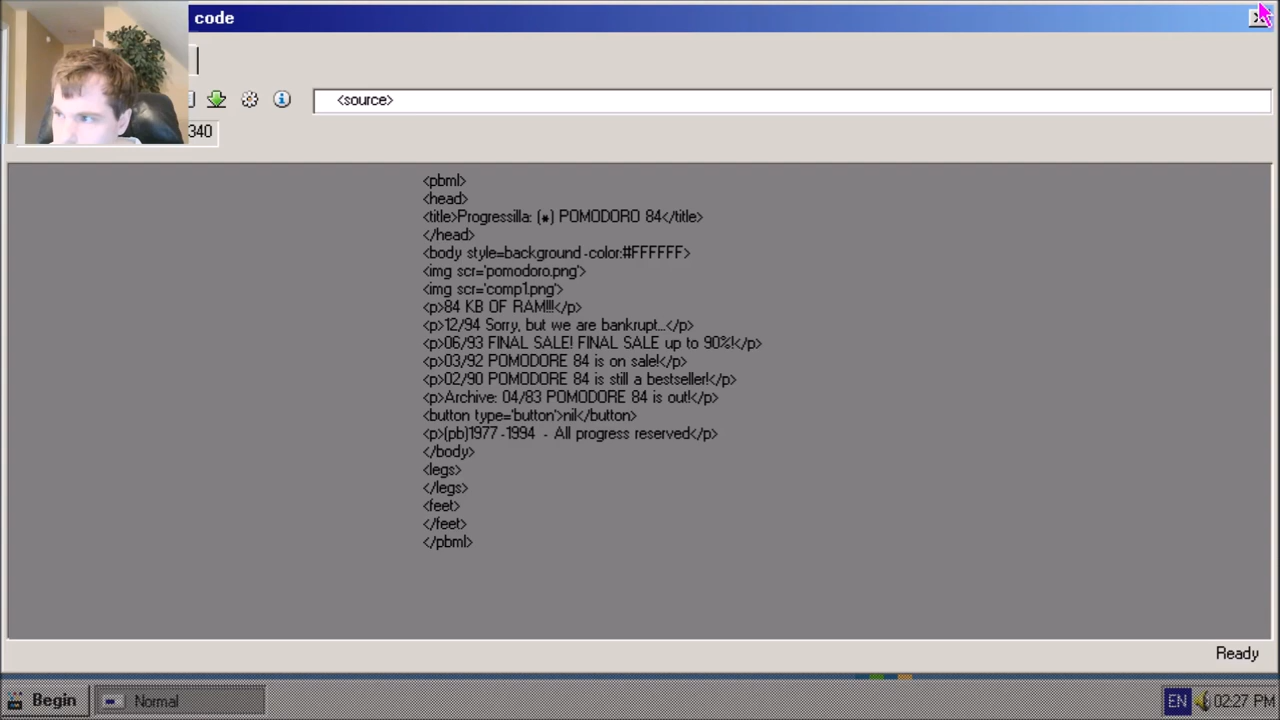 code
<source>
340
<pbml>
<head>
<title>Progressilla: (*) POMODORO 84</title>
</head>
<body style=background-color:#FFFFFF>
<img scr='pomodoro.png'>
<img scr='comp1.png'>
<p>84 KB OF RAM!!!</p>
<p>12/94 Sorry, but we are bankrupt...</p>
<p>06/93 FINAL SALE! FINAL SALE up to 90%!</p>
<p>03/92 POMODORE 84 is on sale!</p>
<p>02/90 POMODORE 84 is still a bestseller!</p>
<p>Archive: 04/83 POMODORE 84 is out!</p>
<button type='button'>nil</button>
<p>(pb)1977-1994 - All progress reserved</p>
</body>
<legs>
</legs>
<feet>
</feet>
</pbml>
Ready
Begin Normal EN 02:27 PM